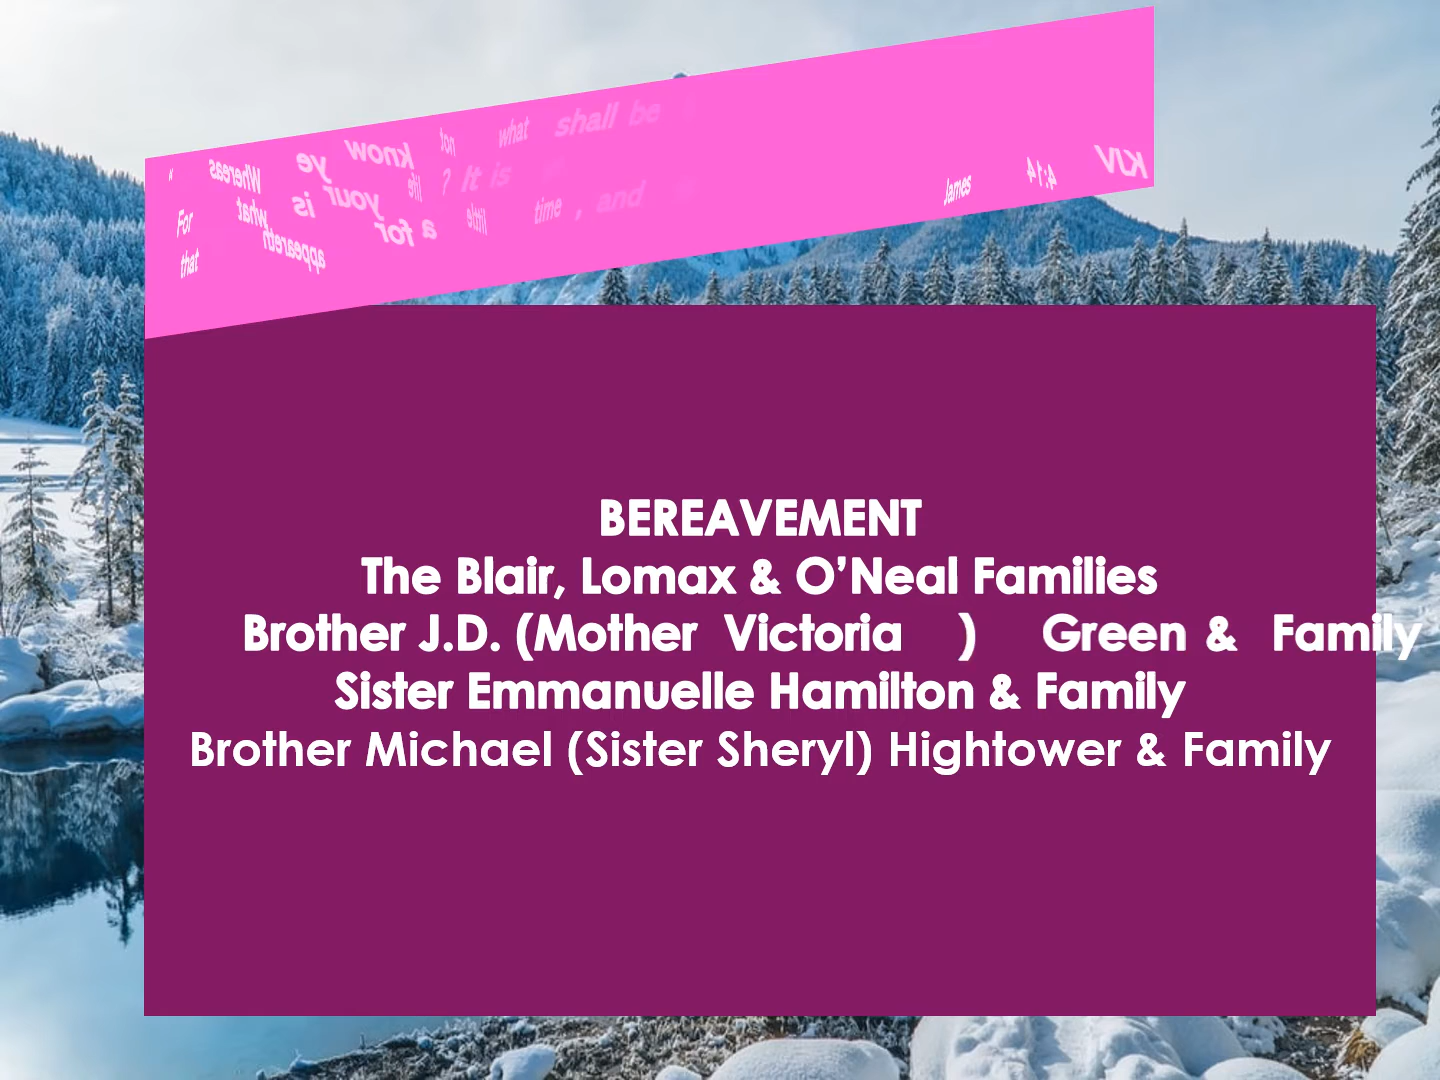 " Whereas ye know not what shall be
For what is your life ? It is
that appeareth for a little time , and
James 4:14 KJV
BEREAVEMENT
The Blair, Lomax & O’Neal Families
Brother J.D. (Mother Victoria ) Green & Family
Sister Emmanuelle Hamilton & Family
Brother Michael (Sister Sheryl) Hightower & Family